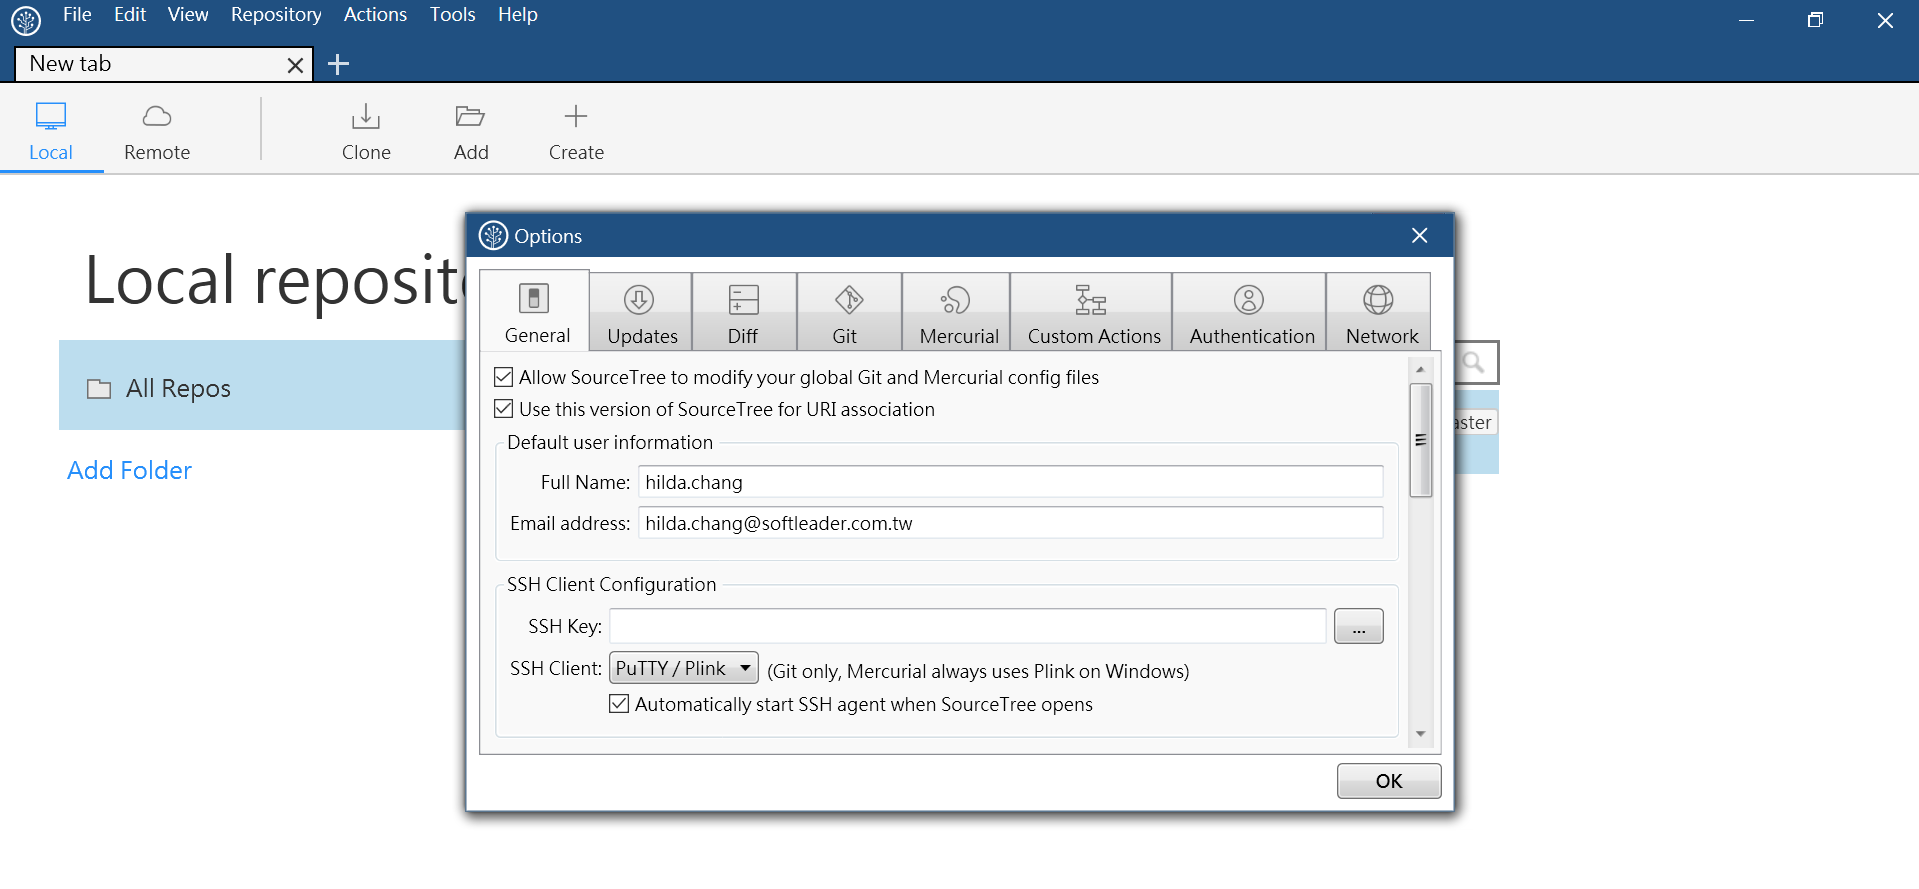 File Edit View Repository Actions Tools Help
New tab
Local Remote Clone Add Create
Local
Options
General Updates Diff Git Mercurial Custom Actions Authentication Network
Allow SourceTree to modify your global Git and Mercurial config files
Use this version of SourceTree for URI association
All Repos
Add Folder
Default user information
Full Name: hilda.chang
Email address: hilda.chang@softleader.com.tw
SSH Client Configuration
SSH Key: ...
SSH Client: PuTTY / Plink (Git only, Mercurial always uses Plink on Windows)
Automatically start SSH agent when SourceTree opens
OK